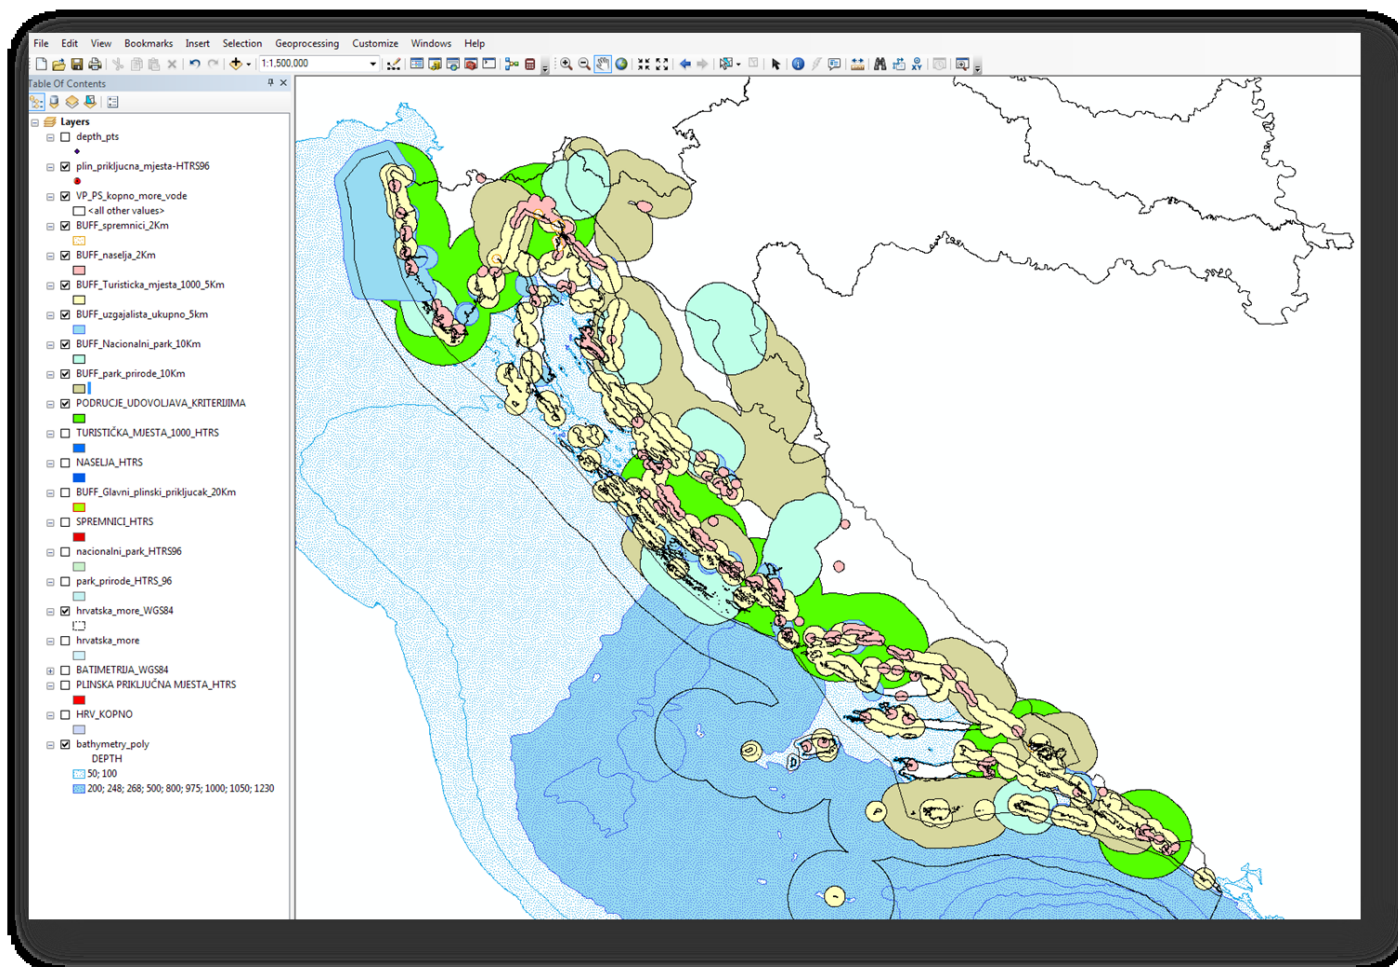 File Edit View Bookmarks Insert Selection Geoprocessing Customize Windows Help
1:1,500,000
Table Of Contents
Layers
depth_pts
plin_prikljucna_mjesta-HTRS96
VP_PS_kopno_more_vode
<all other values>
BUFF_spremnici_2Km
BUFF_naselja_2Km
BUFF_Turisticka_mjesta_1000_5Km
BUFF_uzgajalista_ukupno_5km
BUFF_Nacionalni_park_10Km
BUFF_park_prirode_10Km
PODRUCJE_UDOVOLJAVA_KRITERIJIMA
TURISTIČKA_MJESTA_1000_HTRS
NASELJA_HTRS
BUFF_Glavni_plinski_prikljucak_20Km
SPREMNICI_HTRS
nacionalni_park_HTRS96
park_prirode_HTRS_96
hrvatska_more_WGS84
hrvatska_more
BATIMETRIJA_WGS84
PLINSKA PRIKLJUČNA MJESTA_HTRS
HRV_KOPNO
bathymetry_poly
DEPTH
50; 100
200; 248; 268; 500; 800; 975; 1000; 1050; 1230